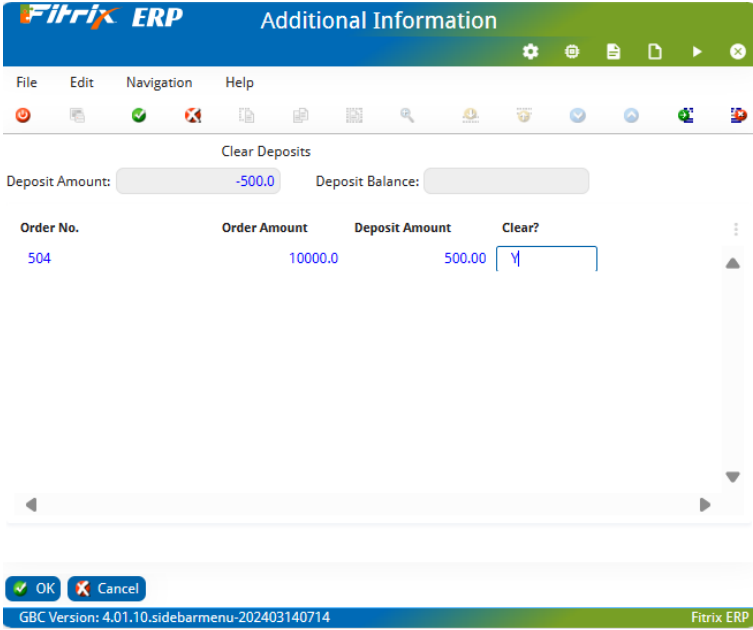 Fitrix ERP Additional Information
File Edit Navigation Help
Clear Deposits
Deposit Amount: -500.0 Deposit Balance:
Order No. Order Amount Deposit Amount Clear?
504 10000.0 500.00 Y
OK Cancel
GBC Version: 4.01.10.sidebarmenu-202403140714 Fitrix ERP